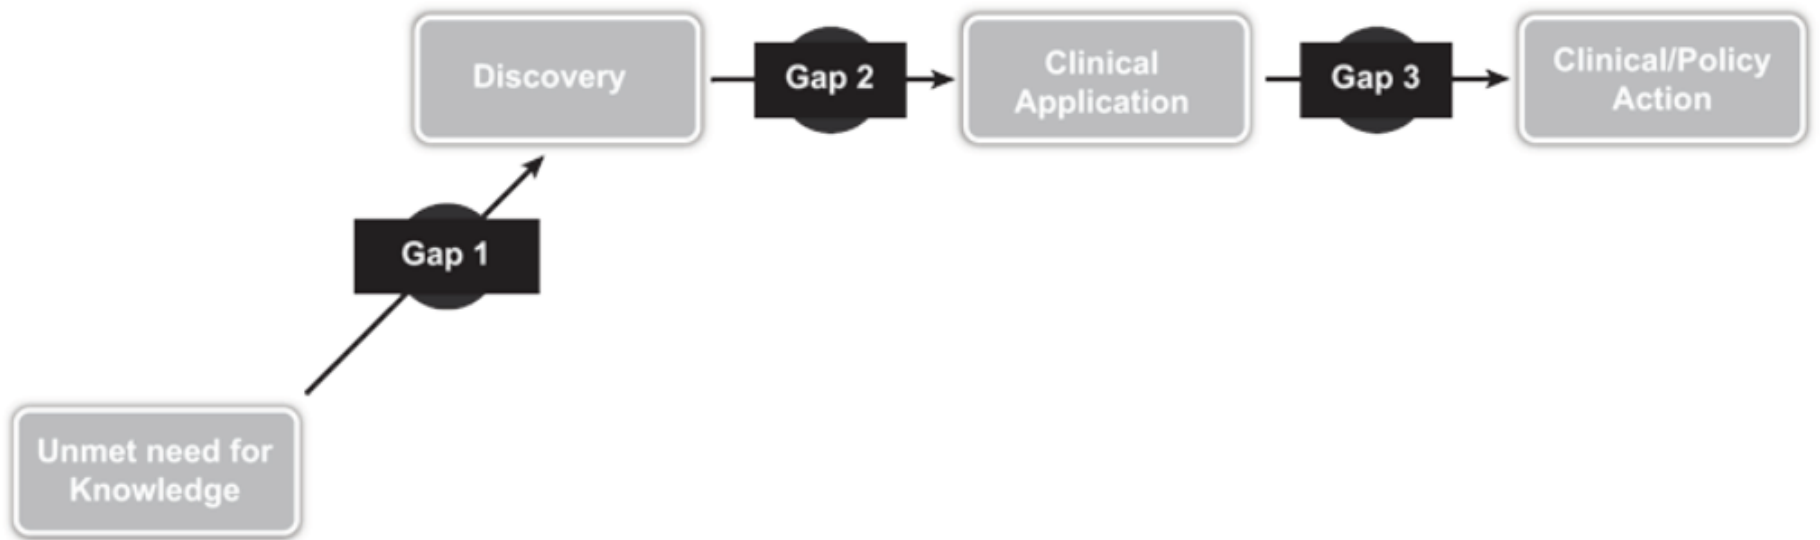 Discovery
Gap 2
Clinical
Application
Gap 3
Clinical/Policy
Action
Gap 1
Unmet need for
Knowledge